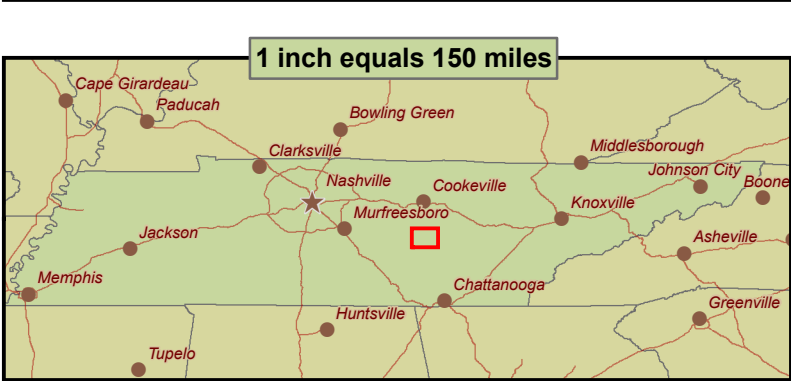 1 inch equals 150 miles
Cape Girardeau
Paducah
Bowling Green
Clarksville
Middlesborough
Johnson City
Nashville
Cookeville
Boone
Murfreesboro
Knoxville
Jackson
Asheville
Memphis
Chattanooga
Greenville
Huntsville
Tupelo